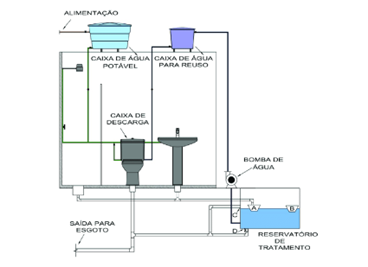 ALIMENTAÇÃO
CAIXA DE ÁGUA
POTÁVEL
CAIXA DE ÁGUA
PARA REUSO
CAIXA DE
DESCARGA
BOMBA DE
ÁGUA
A
B
SAÍDA PARA
ESGOTO
RESERVATÓRIO
DE
TRATAMENTO